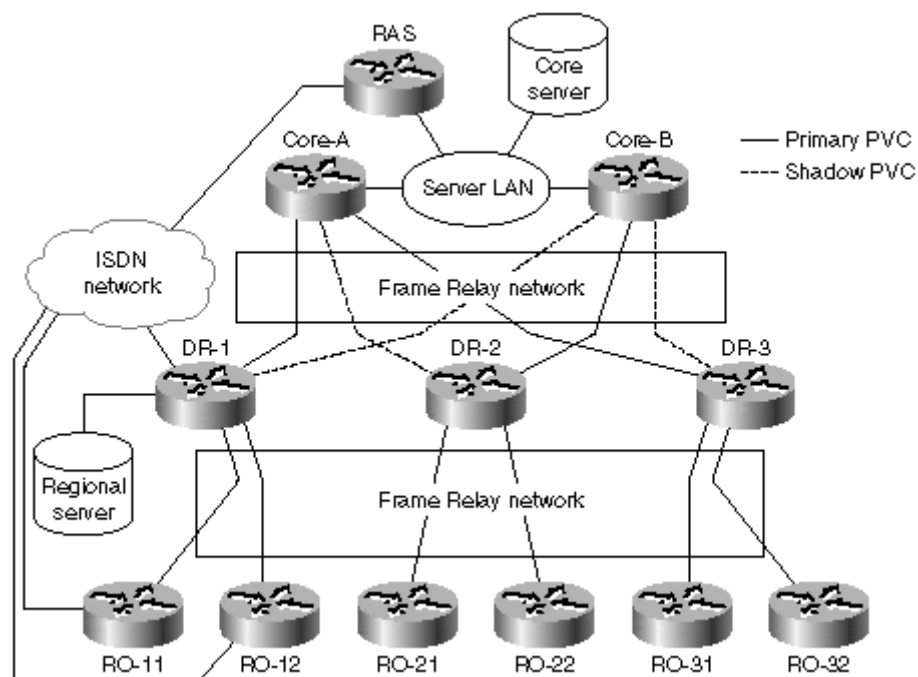 RAS
Core
server
Core-A
Core-B
Primary PVC
Server LAN
Shadow PVC
ISDN
network
Frame Relay network
DR-1
DR-2
DR-3
Regional
server
Frame Relay network
RO-11
RO-12
RO-21
RO-22
RO-31
RO-32